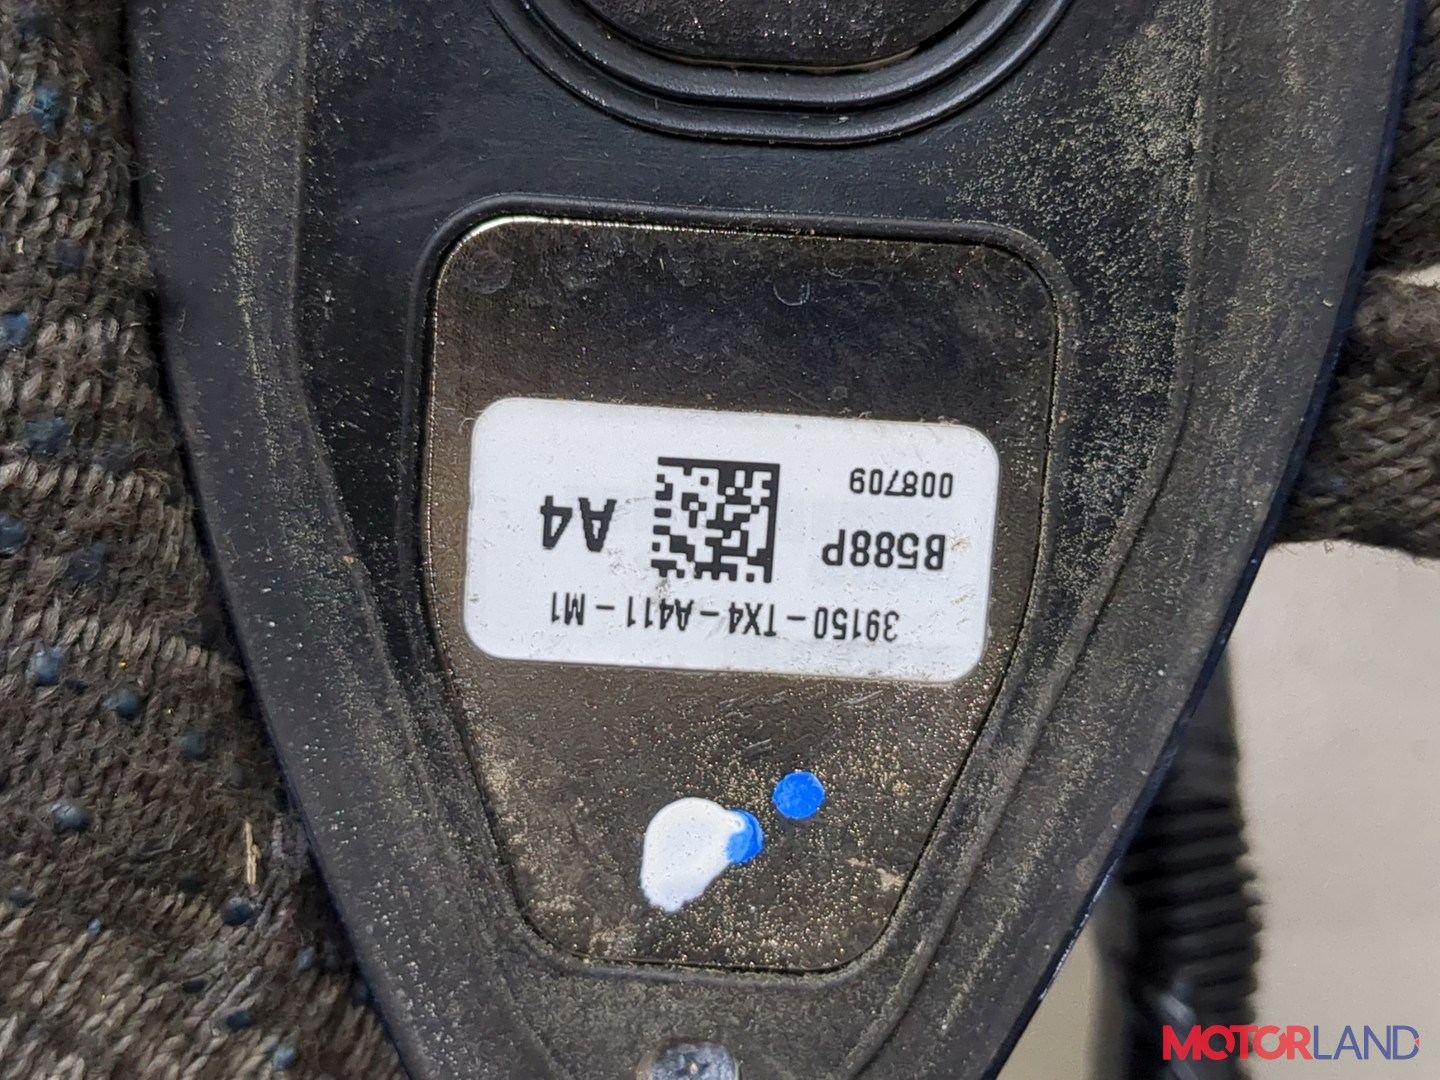 39150-TX4-A411-M1
B588P
A4
008709
MOTORLAND